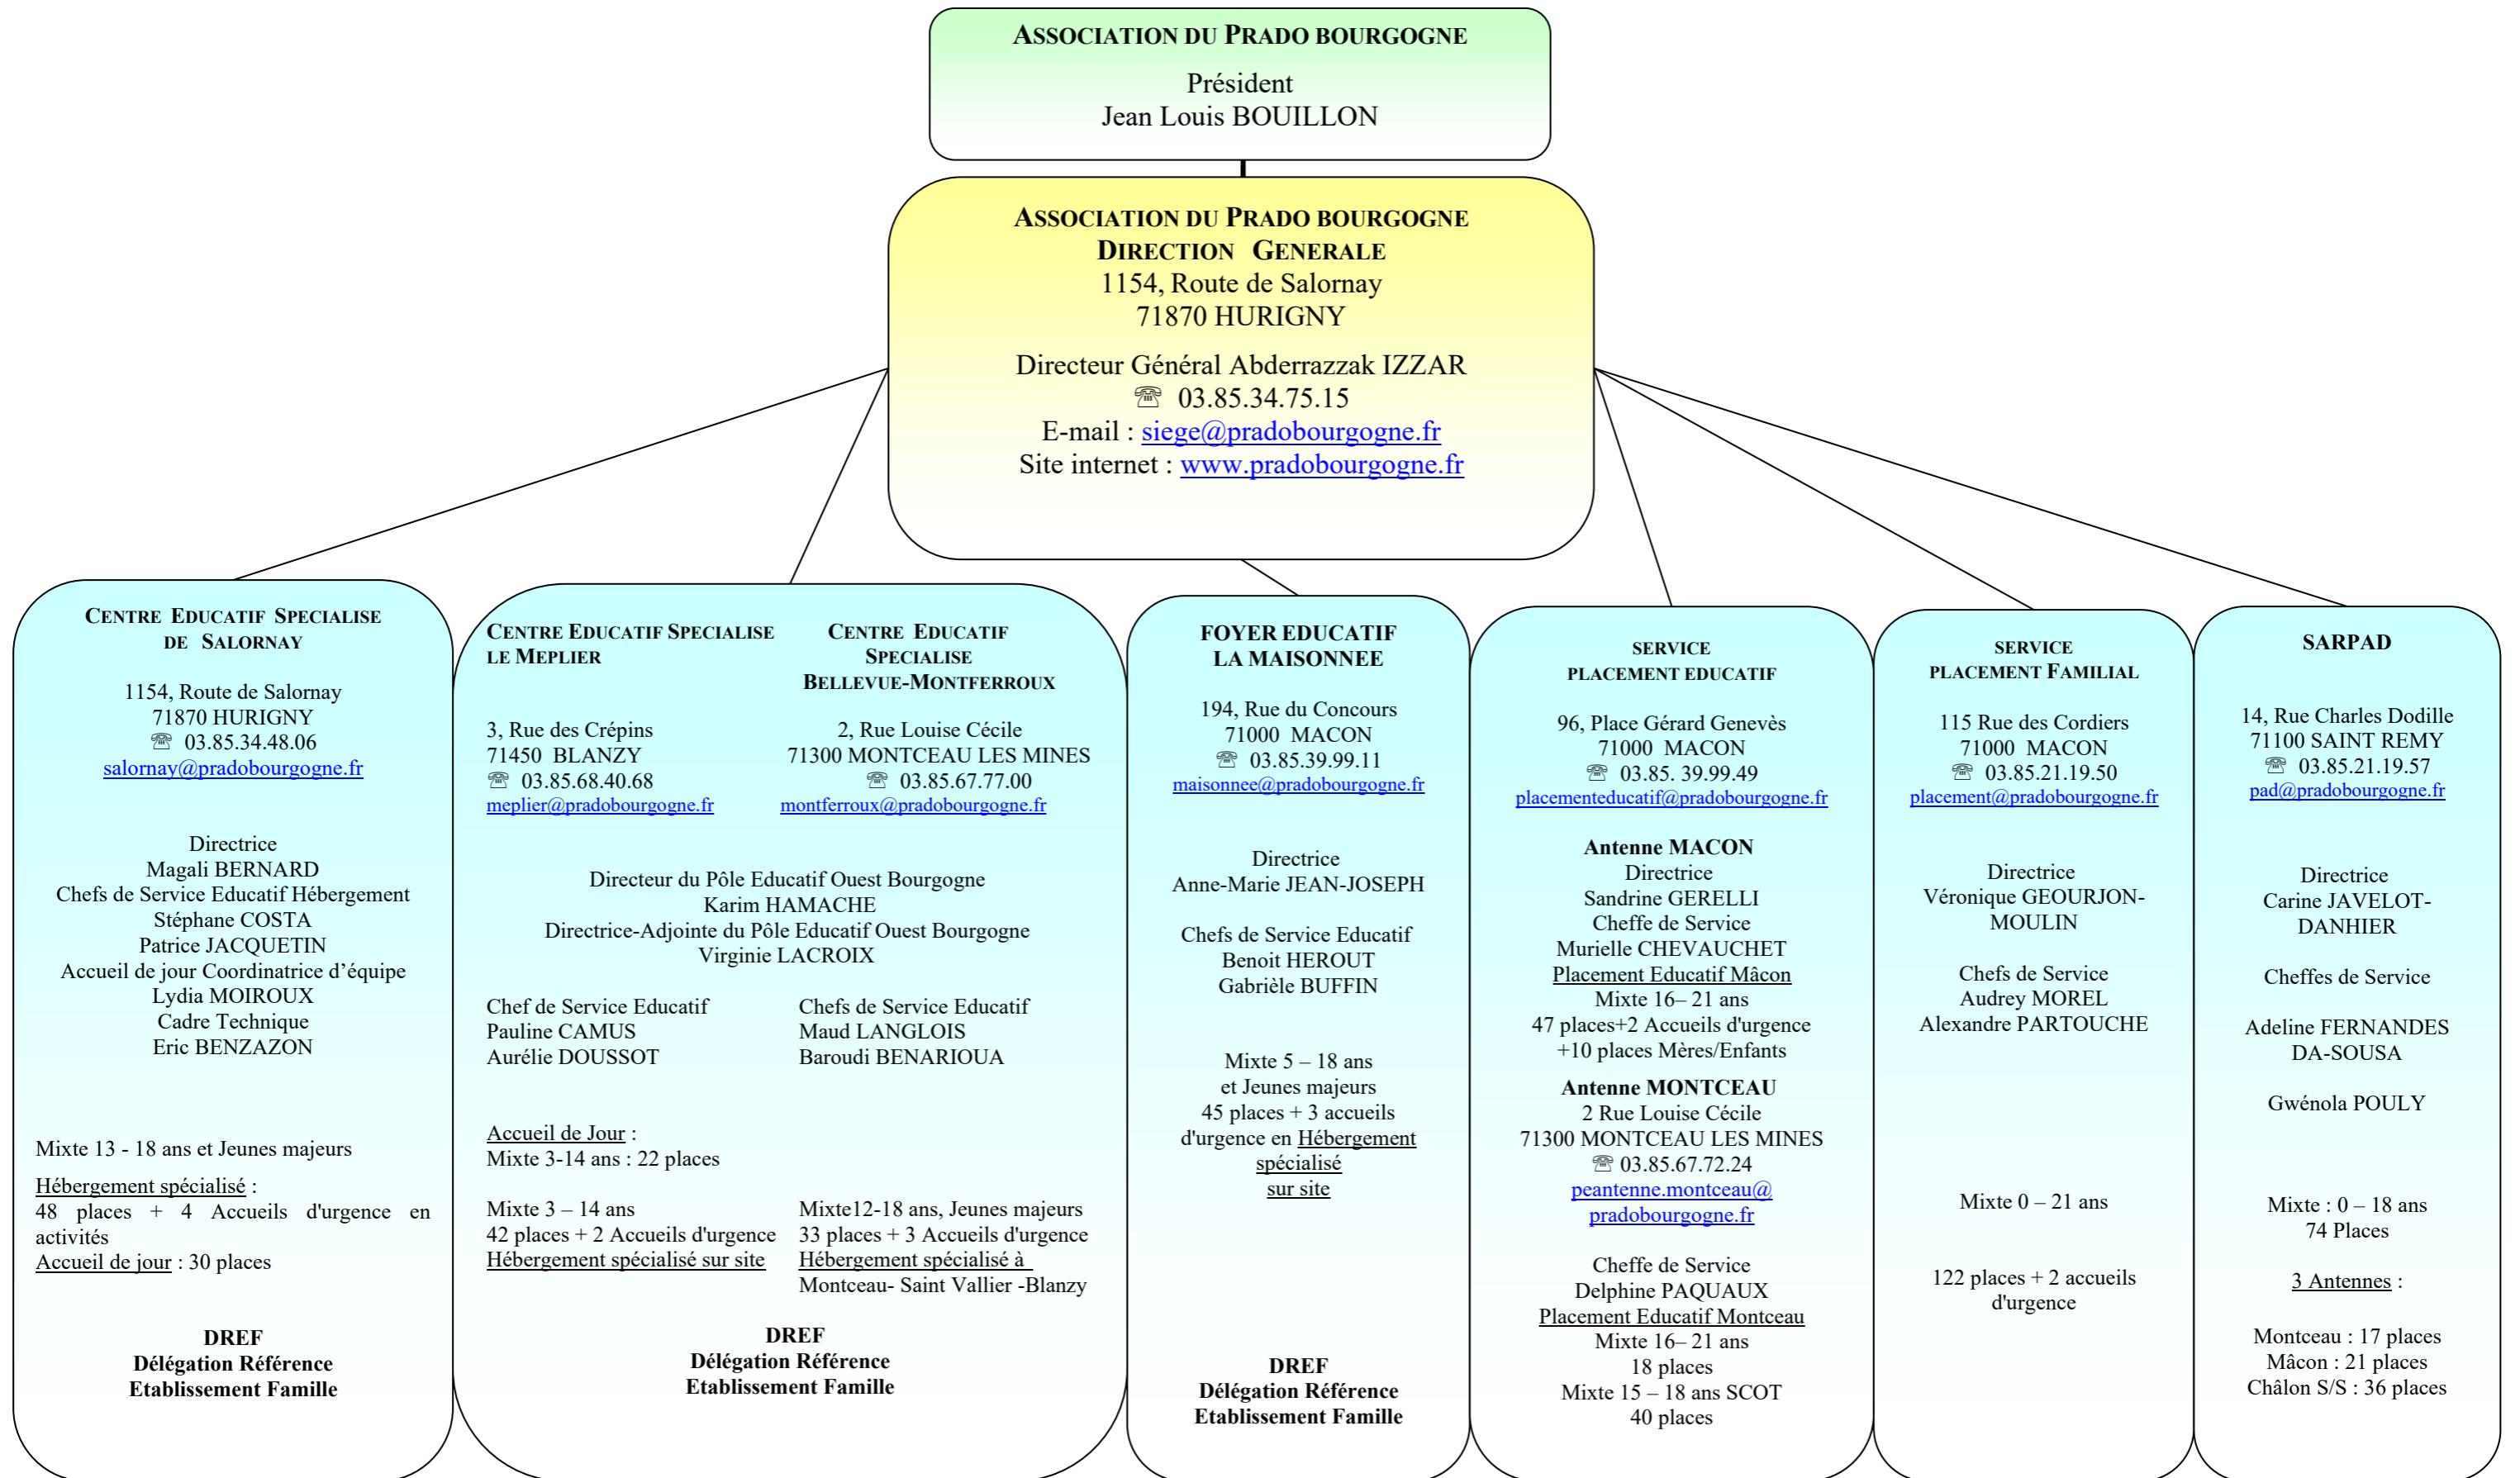 ASSOCIATION DU PRADO BOURGOGNE
Président
Jean Louis BOUILLON
ASSOCIATION DU PRADO BOURGOGNE
DIRECTION GENERALE
1154, Route de Salornay
71870 HURIGNY
Directeur Général Abderrazzak IZZAR
☏ 03.85.34.75.15
E-mail : siege@pradobourgogne.fr
Site internet : www.pradobourgogne.fr
CENTRE EDUCATIF SPECIALISE
DE SALORNAY
1154, Route de Salornay
71870 HURIGNY
☏ 03.85.34.48.06
salornay@pradobourgogne.fr
Directrice
Magali BERNARD
Chefs de Service Educatif Hébergement
Stéphane COSTA
Patrice JACQUETIN
Accueil de jour Coordinatrice d’équipe
Lydia MOIROUX
Cadre Technique
Eric BENZAZON
Mixte 13 - 18 ans et Jeunes majeurs
Hébergement spécialisé :
48 places + 4 Accueils d'urgence en
activités
Accueil de jour : 30 places
DREF
Délégation Référence
Etablissement Famille
CENTRE EDUCATIF SPECIALISE
LE MEPLIER
3, Rue des Crépins
71450 BLANZY
☏ 03.85.68.40.68
meplier@pradobourgogne.fr
CENTRE EDUCATIF
SPECIALISE
BELLEVUE-MONTFERROUX
2, Rue Louise Cécile
71300 MONTCEAU LES MINES
☏ 03.85.67.77.00
montferroux@pradobourgogne.fr
Directeur du Pôle Educatif Ouest Bourgogne
Karim HAMACHE
Directrice-Adjointe du Pôle Educatif Ouest Bourgogne
Virginie LACROIX
Chef de Service Educatif
Pauline CAMUS
Aurélie DOUSSOT
Accueil de Jour :
Mixte 3-14 ans : 22 places
Mixte 3 – 14 ans
42 places + 2 Accueils d'urgence
Hébergement spécialisé sur site
Chefs de Service Educatif
Maud LANGLOIS
Baroudi BENARIOUA
Mixte12-18 ans, Jeunes majeurs
33 places + 3 Accueils d'urgence
Hébergement spécialisé à
Montceau- Saint Vallier -Blanzy
DREF
Délégation Référence
Etablissement Famille
FOYER EDUCATIF
LA MAISONNEE
194, Rue du Concours
71000 MACON
☏ 03.85.39.99.11
maisonnee@pradobourgogne.fr
Directrice
Anne-Marie JEAN-JOSEPH
Chefs de Service Educatif
Benoit HEROUT
Gabrièle BUFFIN
Mixte 5 – 18 ans
et Jeunes majeurs
45 places + 3 accueils
d'urgence en Hébergement
spécialisé
sur site
DREF
Délégation Référence
Etablissement Famille
SERVICE
PLACEMENT EDUCATIF
96, Place Gérard Genevès
71000 MACON
☏ 03.85. 39.99.49
placementeducatif@pradobourgogne.fr
Antenne MACON
Directrice
Sandrine GERELLI
Cheffe de Service
Murielle CHEVAUCHET
Placement Educatif Mâcon
Mixte 16– 21 ans
47 places+2 Accueils d'urgence
+10 places Mères/Enfants
Antenne MONTCEAU
2 Rue Louise Cécile
71300 MONTCEAU LES MINES
☏ 03.85.67.72.24
peantenne.montceau@
pradobourgogne.fr
Cheffe de Service
Delphine PAQUAUX
Placement Educatif Montceau
Mixte 16– 21 ans
18 places
Mixte 15 – 18 ans SCOT
40 places
SERVICE
PLACEMENT FAMILIAL
115 Rue des Cordiers
71000 MACON
☏ 03.85.21.19.50
placement@pradobourgogne.fr
Directrice
Véronique GEOURJON-
MOULIN
Chefs de Service
Audrey MOREL
Alexandre PARTOUCHE
Mixte 0 – 21 ans
122 places + 2 accueils
d'urgence
SARPAD
14, Rue Charles Dodille
71100 SAINT REMY
☏ 03.85.21.19.57
pad@pradobourgogne.fr
Directrice
Carine JAVELOT-
DANHIER
Cheffes de Service
Adeline FERNANDES
DA-SOUSA
Gwénola POULY
Mixte : 0 – 18 ans
74 Places
3 Antennes :
Montceau : 17 places
Mâcon : 21 places
Châlon S/S : 36 places